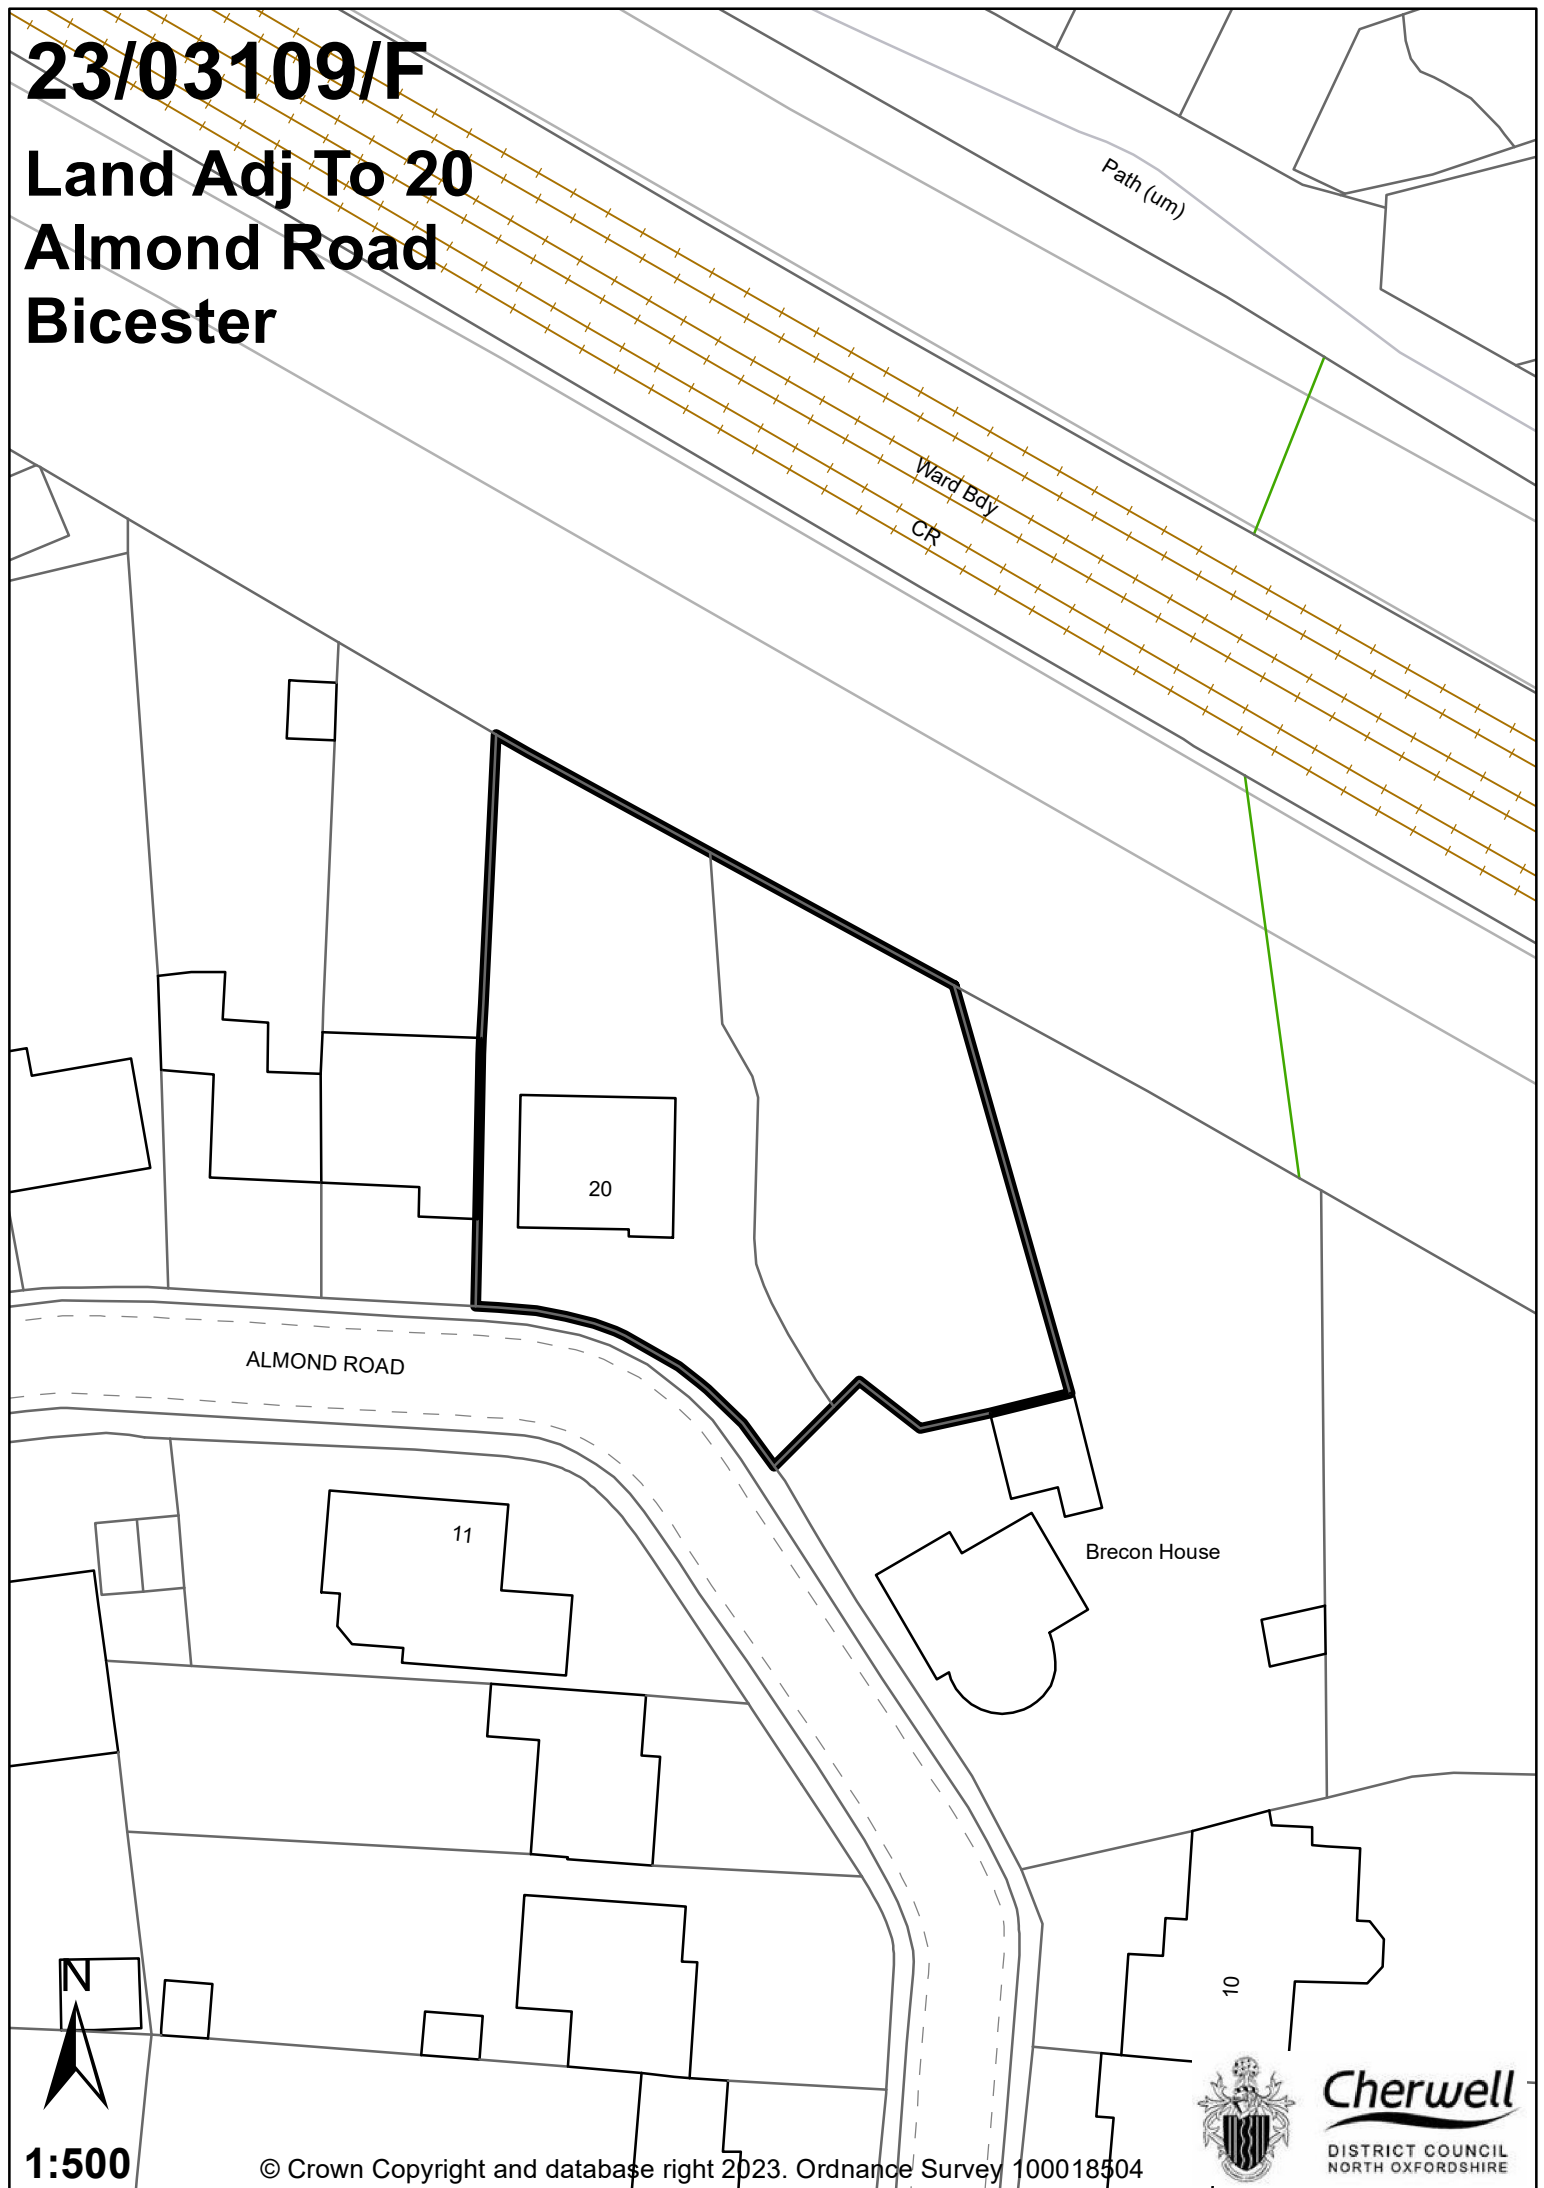 23/03109/F
Land Adj To 20
Almond Road
Bicester
Path (um)
Ward Bdy
CR
20
ALMOND ROAD
11
Brecon House
10
N
1:500
© Crown Copyright and database right 2023. Ordnance Survey 100018504
Cherwell
DISTRICT COUNCIL
NORTH OXFORDSHIRE